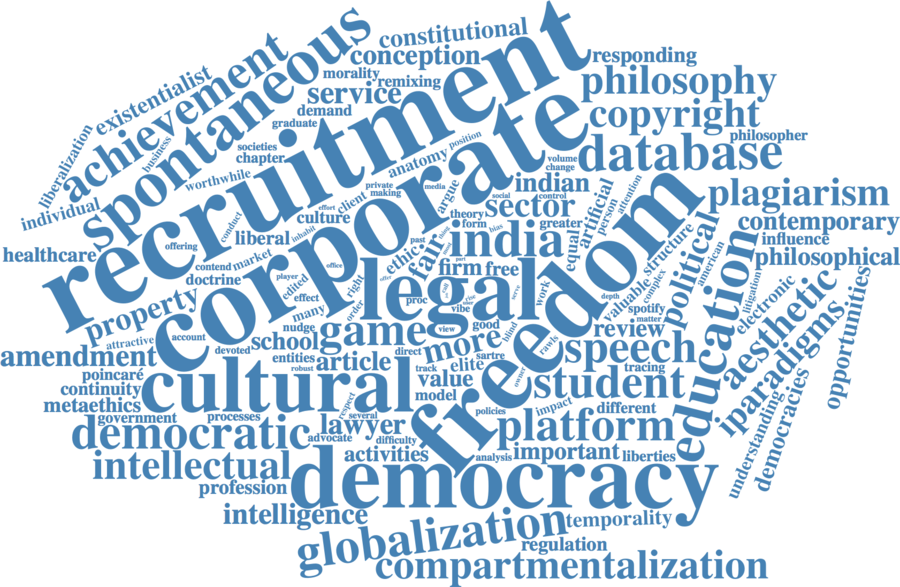 constitutional
conception
responding
morality
remixing
philosophy
service
demand
graduate
copyright
philosopher
existentialist
achievement
spontaneous
recruitment
corporate
liberalization
business
societies
chapter
worthwhile
anatomy
position
database
volume
change
individual
healthcare
conduct
effort
culture
client
private
making
media
argue
social
control
indian
sector
theory
form
bias
greater
artificial
person
attention
plagiarism
contemporary
influence
philosophical
offering
liberal
inhabit
contend
market
doctrine
player
edited
office
ethic
past
fan
india
equal
structure
political
american
property
effect
many
right
order
offer
firm
free
legal
work
freedom
depth
valuable
complex
spotify
matter
litigation
electronic
education
aesthetic
opportunities
attractive
account
nudge
school
game
proc
vibe
view
good
more
blind
rawls
review
amendment
devoted
entities
robust
article
direct
track
elite
sartre
speech
tracing
iparadigms
poincaré
continuity
cultural
value
model
owner
student
metaethics
government
processes
respect
several
lawyer
policies
impact
different
understanding
democracies
democratic
advocate
difficulty
platform
activities
analysis
important
liberties
intellectual
profession
democracy
intelligence
globalization
temporality
regulation
compartmentalization